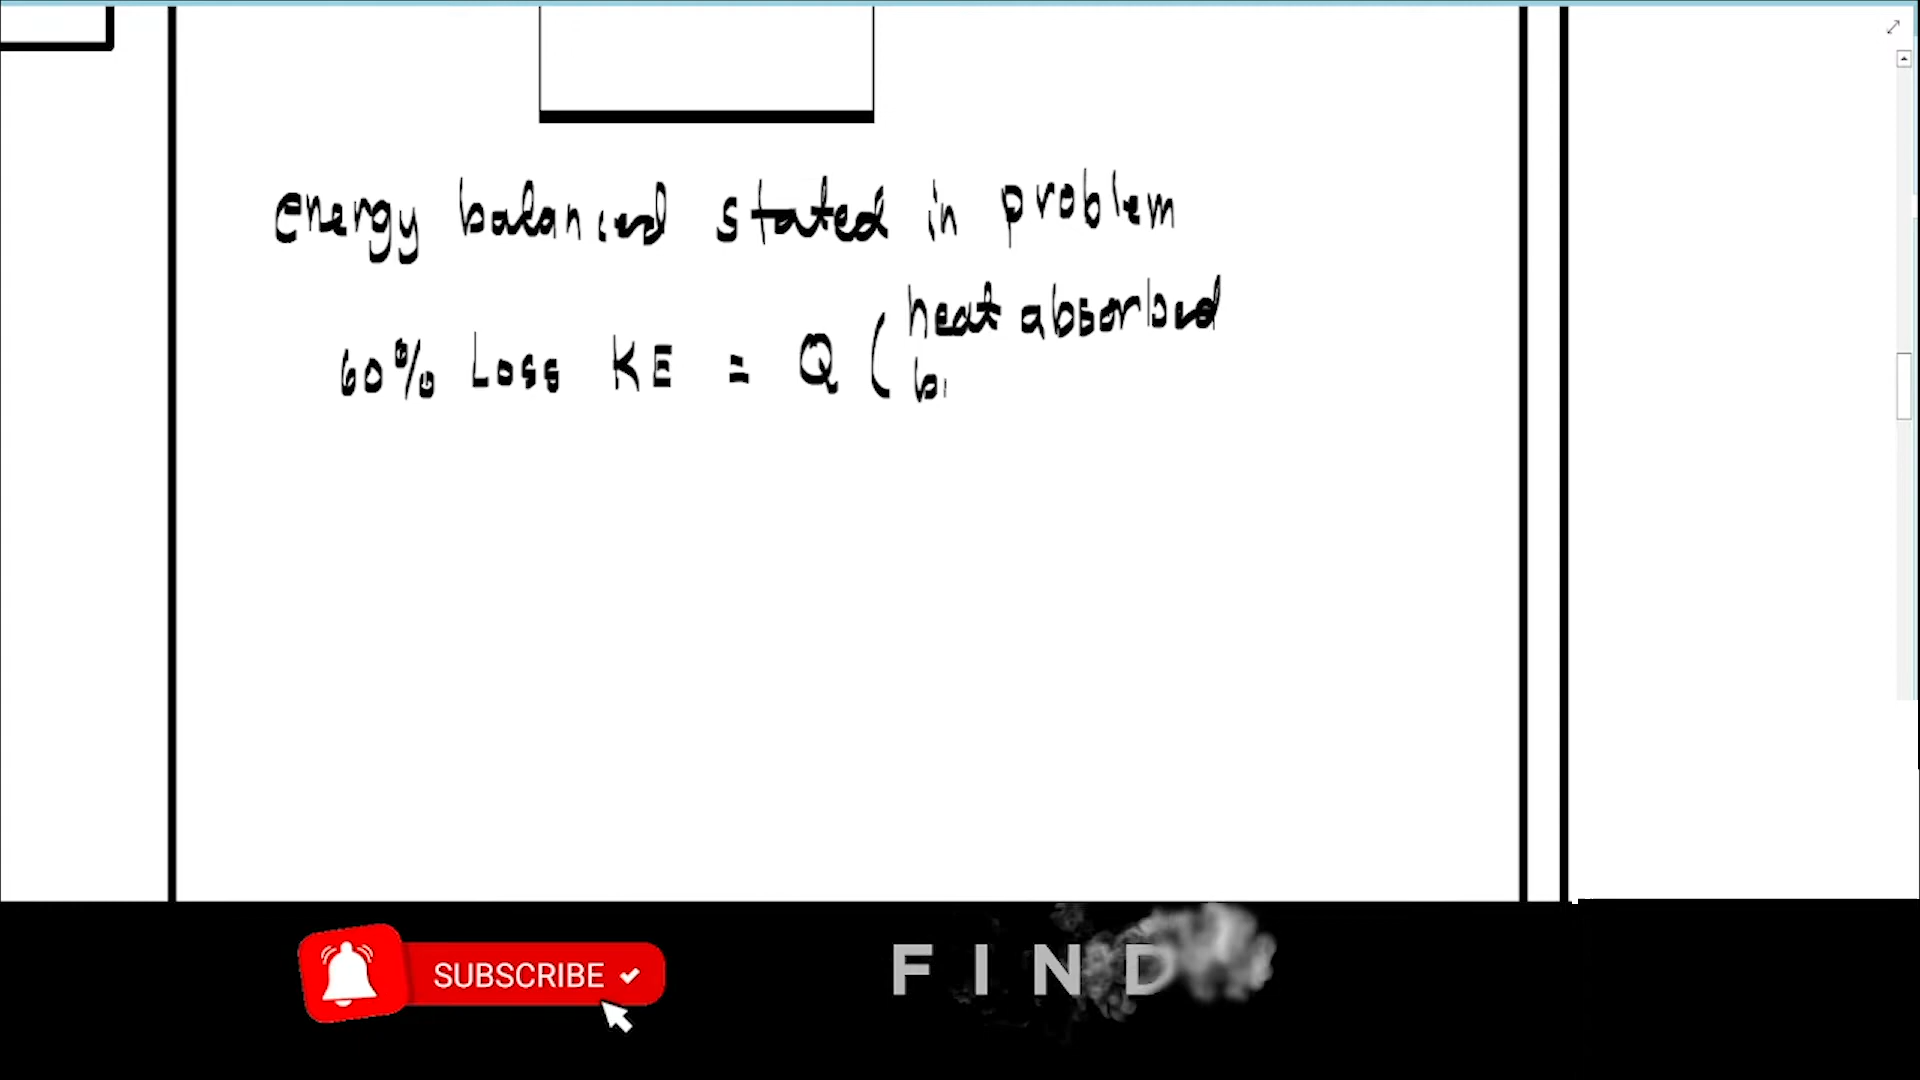 energy balanced stated in problem
heat absorbed
60% Loss KE = Q (
SUBSCRIBE
FIND